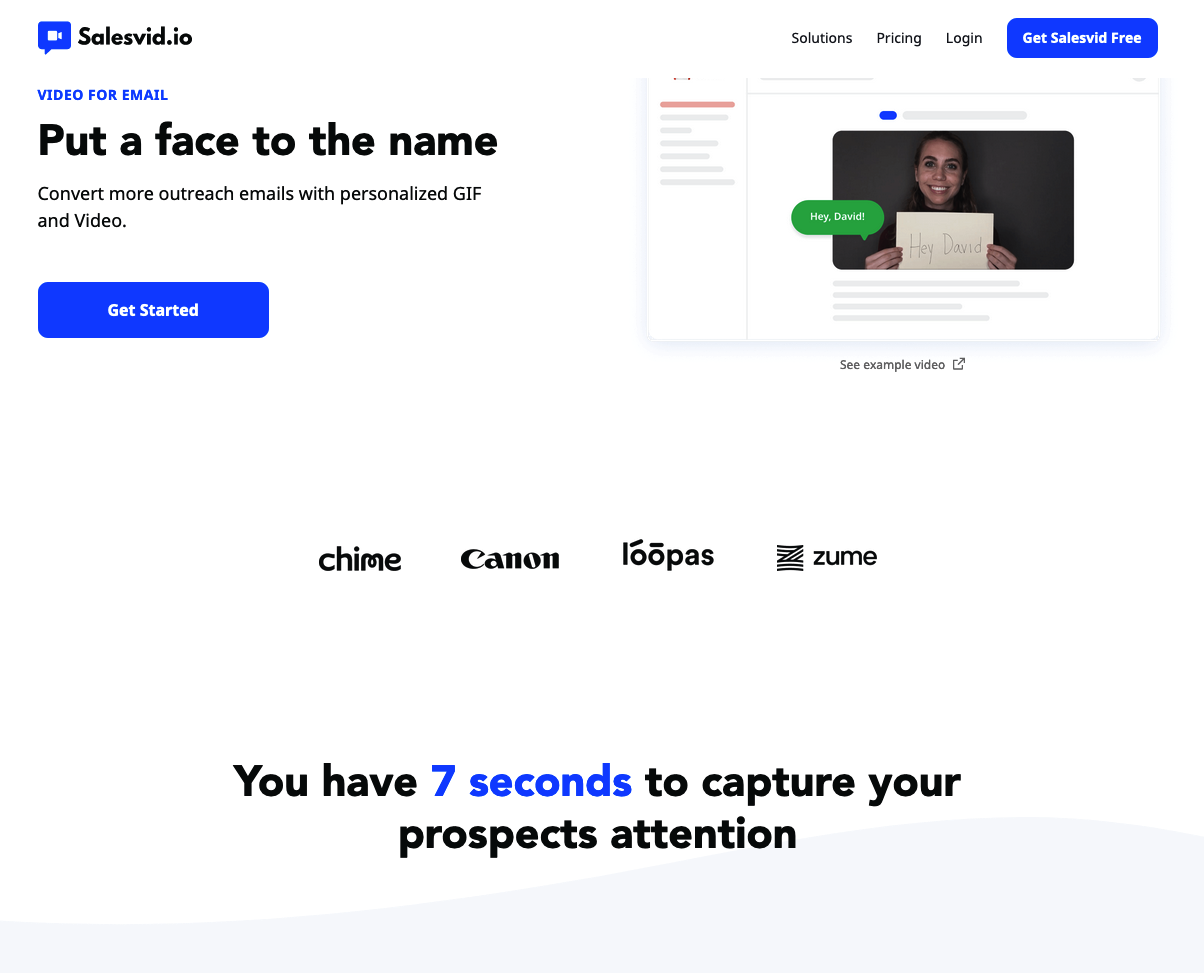 Salesvid.io
Solutions
Pricing
Login
Get Salesvid Free
VIDEO FOR EMAIL
Put a face to the name
Convert more outreach emails with personalized GIF
and Video.
Get Started
Hey, David!
Hey David
See example video
chime
Canon
lóōpas
zume
You have 7 seconds to capture your
prospects attention